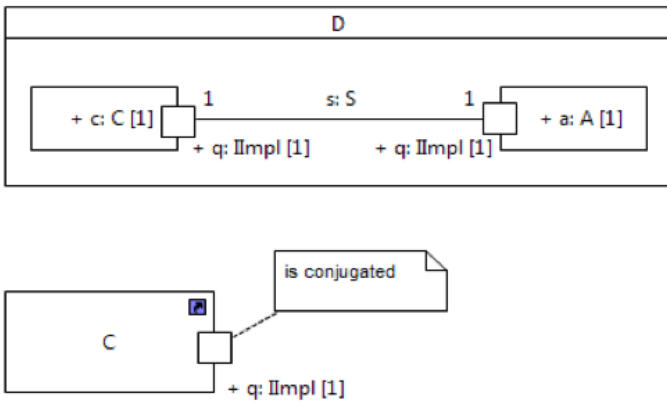 D
+ c: C [1]
1
s: S
1
+ a: A [1]
+ q: IImpl [1]
+ q: IImpl [1]
is conjugated
C
+ q: IImpl [1]